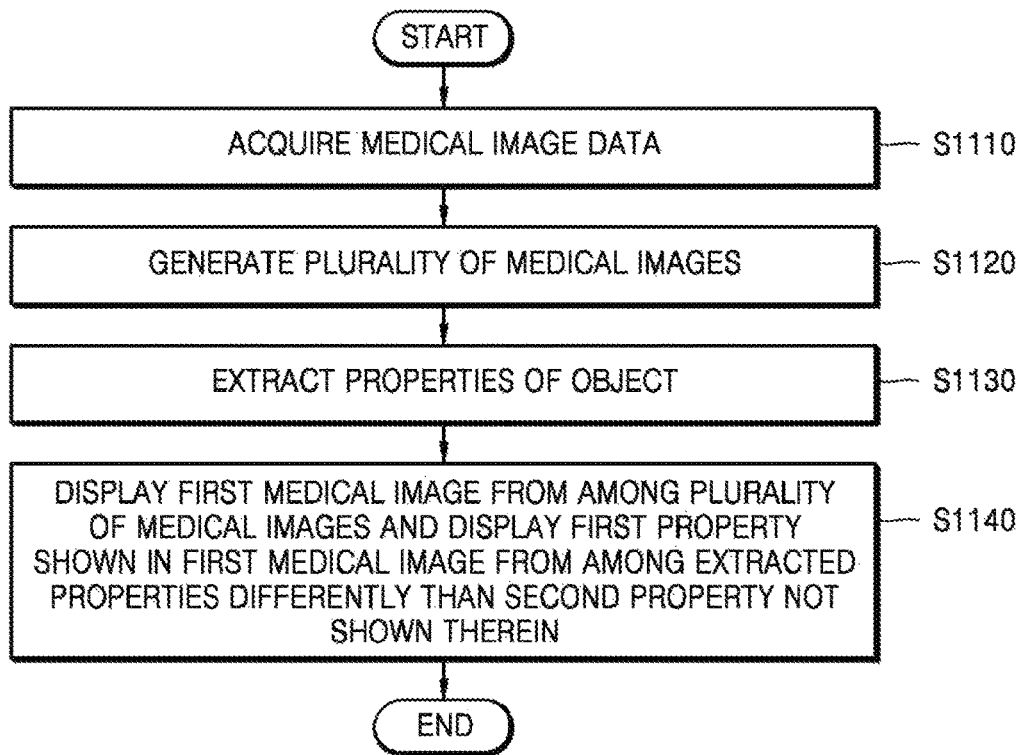 START
ACQUIRE MEDICAL IMAGE DATA
S1110
GENERATE PLURALITY OF MEDICAL IMAGES
S1120
EXTRACT PROPERTIES OF OBJECT
S1130
DISPLAY FIRST MEDICAL IMAGE FROM AMONG PLURALITY
OF MEDICAL IMAGES AND DISPLAY FIRST PROPERTY
SHOWN IN FIRST MEDICAL IMAGE FROM AMONG EXTRACTED
PROPERTIES DIFFERENTLY THAN SECOND PROPERTY NOT
SHOWN THEREIN
S1140
END